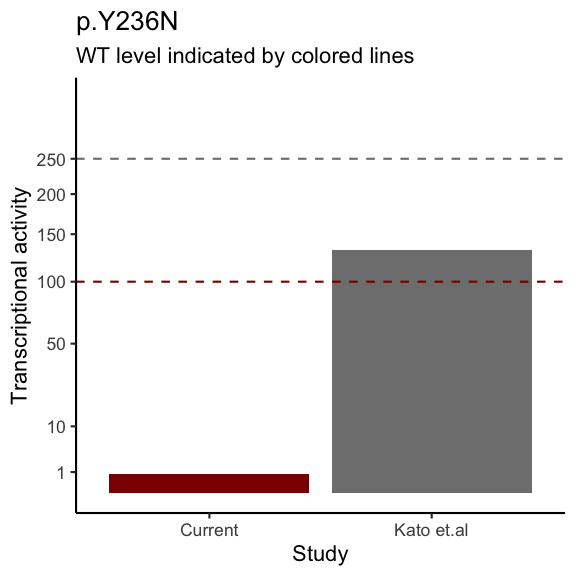 p.Y236N
WT level indicated by colored lines
Transcriptional activity
250
200
150
100
50
10
1
Current
Kato et.al
Study